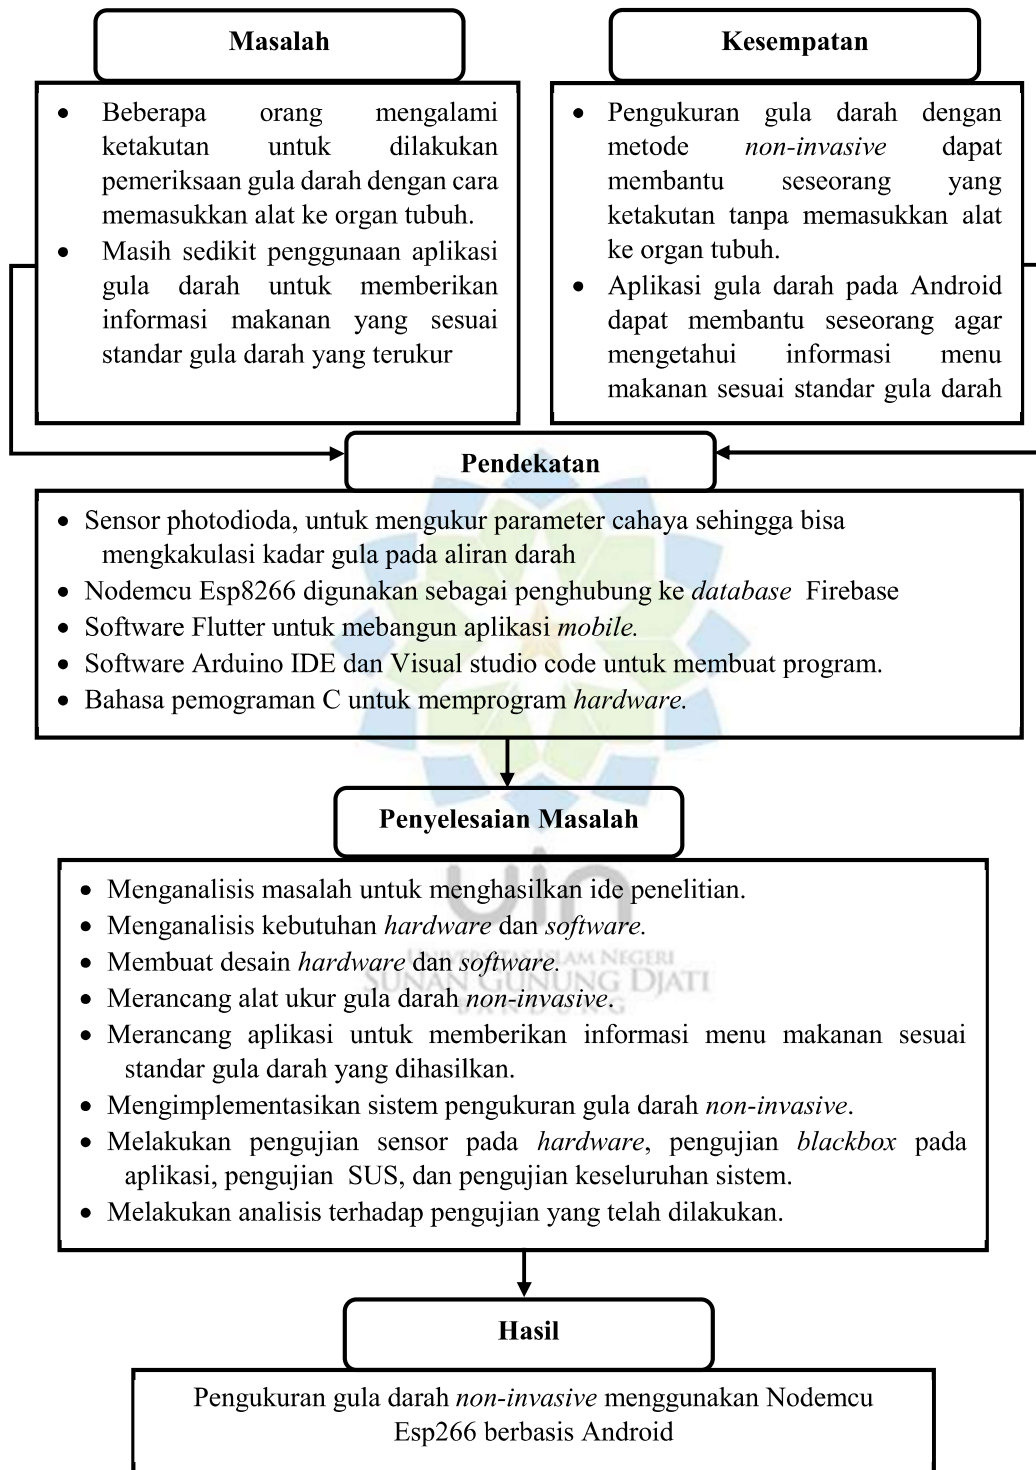 Masalah
• Beberapa orang mengalami
ketakutan untuk dilakukan
pemeriksaan gula darah dengan cara
memasukkan alat ke organ tubuh.
• Masih sedikit penggunaan aplikasi
gula darah untuk memberikan
informasi makanan yang sesuai
standar gula darah yang terukur
Kesempatan
• Pengukuran gula darah dengan
metode non-invasive dapat
membantu seseorang yang
ketakutan tanpa memasukkan alat
ke organ tubuh.
• Aplikasi gula darah pada Android
dapat membantu seseorang agar
mengetahui informasi menu
makanan sesuai standar gula darah
Pendekatan
• Sensor photodioda, untuk mengukur parameter cahaya sehingga bisa
mengkakulasi kadar gula pada aliran darah
• Nodemcu Esp8266 digunakan sebagai penghubung ke database Firebase
• Software Flutter untuk mebangun aplikasi mobile.
• Software Arduino IDE dan Visual studio code untuk membuat program.
• Bahasa pemograman C untuk memprogram hardware.
Penyelesaian Masalah
uin
• Menganalisis masalah untuk menghasilkan ide penelitian.
• Menganalisis kebutuhan hardware dan software.
UNIVERSITAS ISLAM NEGERI
• Membuat desain hardware dan software.
SUNAN GUNUNG DJATI
• Merancang alat ukur gula darah non-invasive.
BANDUNG
• Merancang aplikasi untuk memberikan informasi menu makanan sesuai
standar gula darah yang dihasilkan.
• Mengimplementasikan sistem pengukuran gula darah non-invasive.
• Melakukan pengujian sensor pada hardware, pengujian blackbox pada
aplikasi, pengujian SUS, dan pengujian keseluruhan sistem.
• Melakukan analisis terhadap pengujian yang telah dilakukan.
Hasil
Pengukuran gula darah non-invasive menggunakan Nodemcu
Esp266 berbasis Android